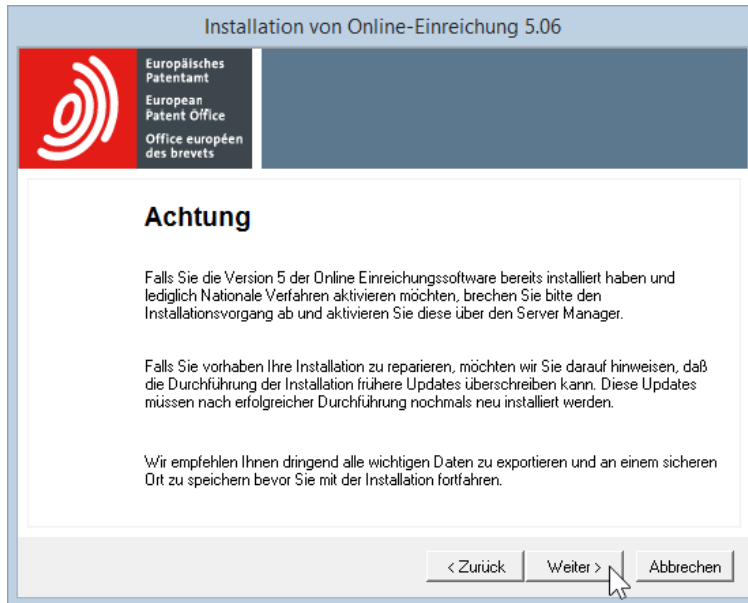 Installation von Online-Einreichung 5.06
Europäisches
Patentamt
European
Patent Office
Office européen
des brevets
Achtung
Falls Sie die Version 5 der Online Einreichungssoftware bereits installiert haben und
lediglich Nationale Verfahren aktivieren möchten, brechen Sie bitte den
Installationsvorgang ab und aktivieren Sie diese über den Server Manager.
Falls Sie vorhaben Ihre Installation zu reparieren, möchten wir Sie darauf hinweisen, daß
die Durchführung der Installation frühere Updates überschreiben kann. Diese Updates
müssen nach erfolgreicher Durchführung nochmals neu installiert werden.
Wir empfehlen Ihnen dringend alle wichtigen Daten zu exportieren und an einem sicheren
Ort zu speichern bevor Sie mit der Installation fortfahren.
< Zurück Weiter > Abbrechen